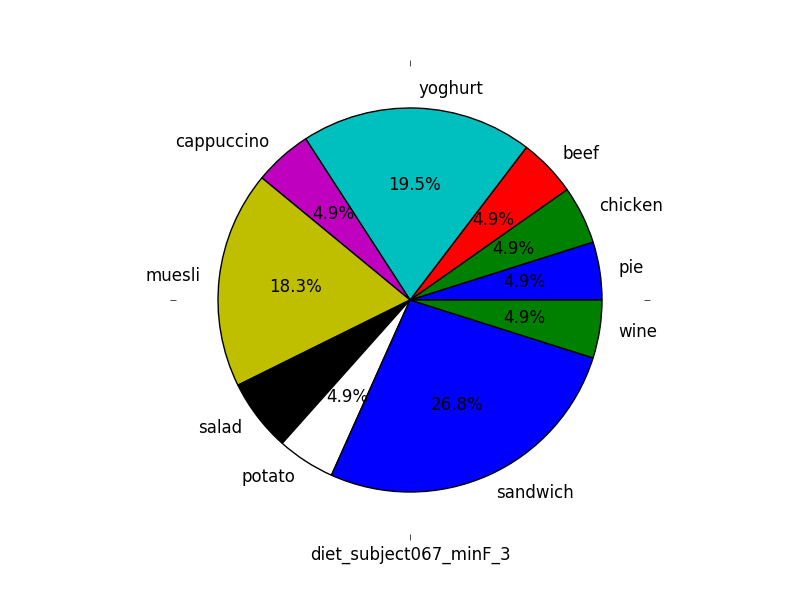 yoghurt
cappuccino
beef
19.5%
chicken
4.9%
4.9%
4.9%
pie
muesli
4.9%
18.3%
4.9%
wine
4.9%
26.8%
salad
potato
sandwich
diet_subject067_minF_3